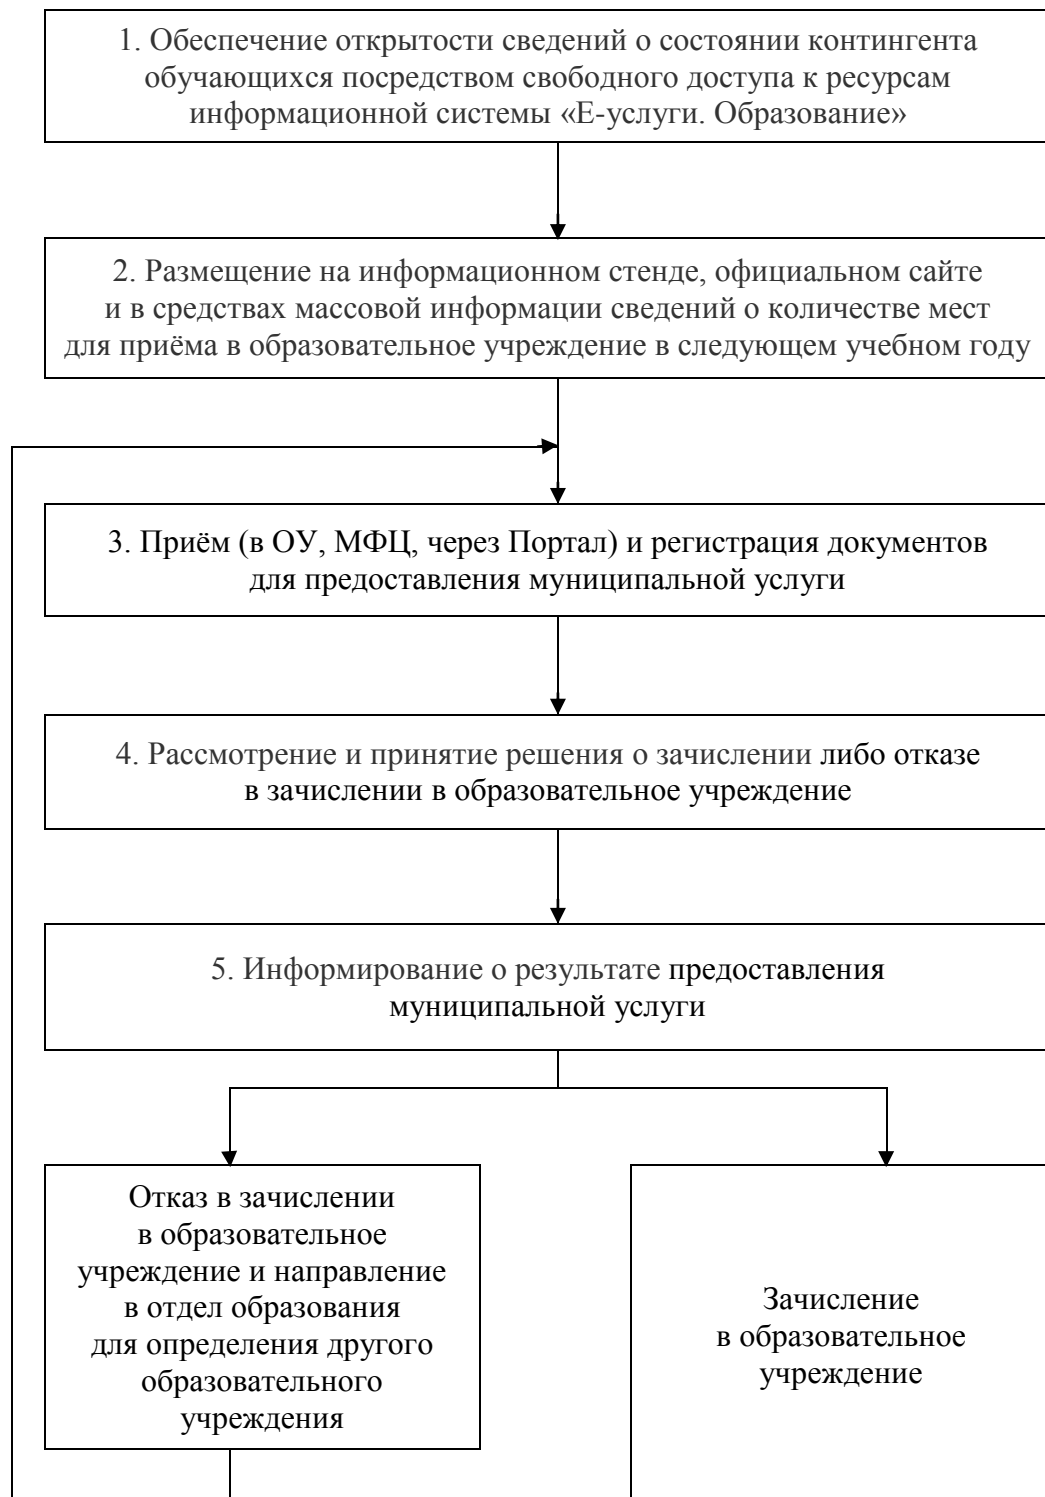 1. Обеспечение открытости сведений о состоянии контингента
обучающихся посредством свободного доступа к ресурсам
информационной системы «Е-услуги. Образование»
2. Размещение на информационном стенде, официальном сайте
и в средствах массовой информации сведений о количестве мест
для приёма в образовательное учреждение в следующем учебном году
3. Приём (в ОУ, МФЦ, через Портал) и регистрация документов
для предоставления муниципальной услуги
4. Рассмотрение и принятие решения о зачислении либо отказе
в зачислении в образовательное учреждение
5. Информирование о результате предоставления
муниципальной услуги
Отказ в зачислении
в образовательное
учреждение и направление
в отдел образования
для определения другого
образовательного
учреждения
Зачисление
в образовательное
учреждение